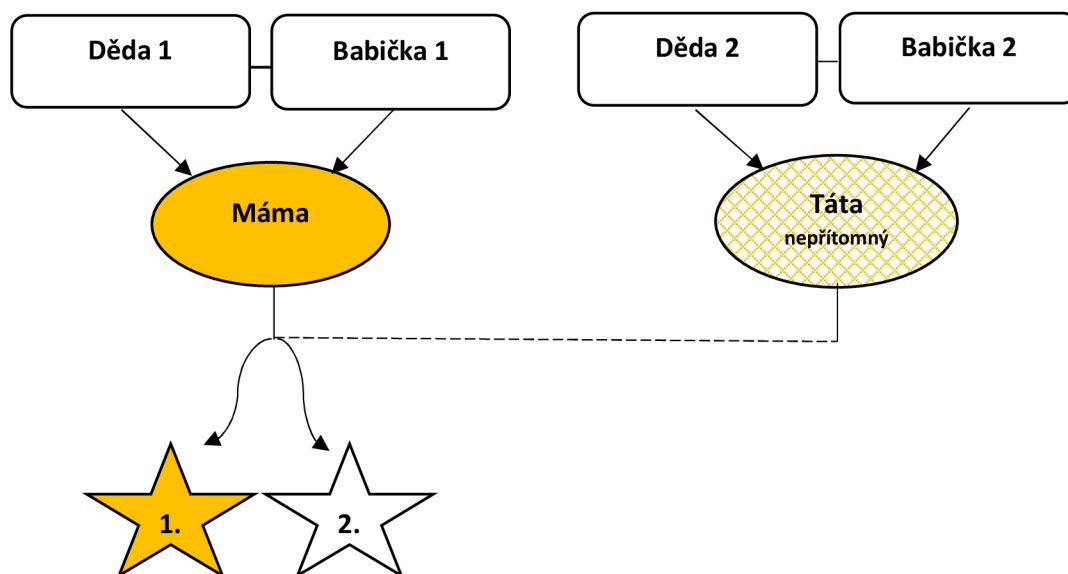 Děda 1
Babička 1
Děda 2
Babička 2
Máma
Táta
nepřítomný
1.
2.